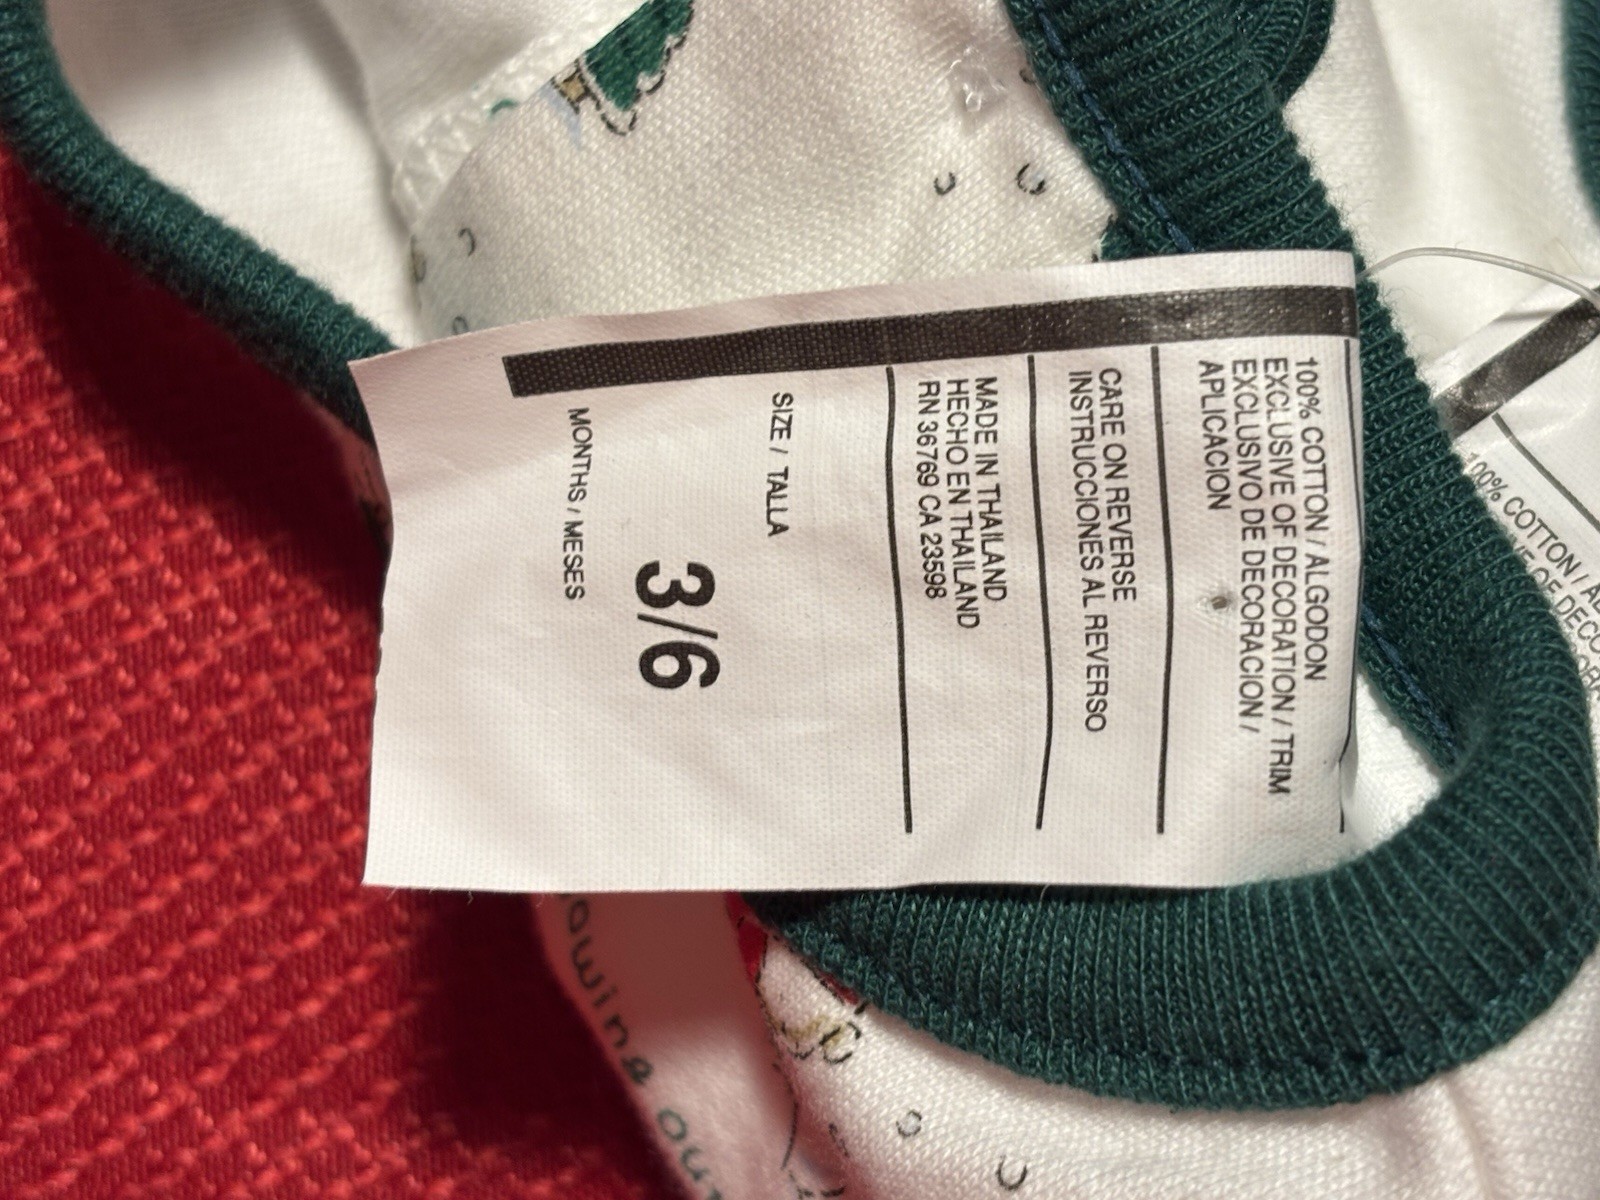 100% COTTON / ALGODON
EXCLUSIVE OF DECORATION / TRIM
EXCLUSIVO DE DECORACION /
APLICACION
CARE ON REVERSE
INSTRUCCIONES AL REVERSO
MADE IN THAILAND
HECHO EN THAILAND
RN 36769 CA 23598
SIZE / TALLA
3/6
MONTHS / MESES
100% COTTON /
OF